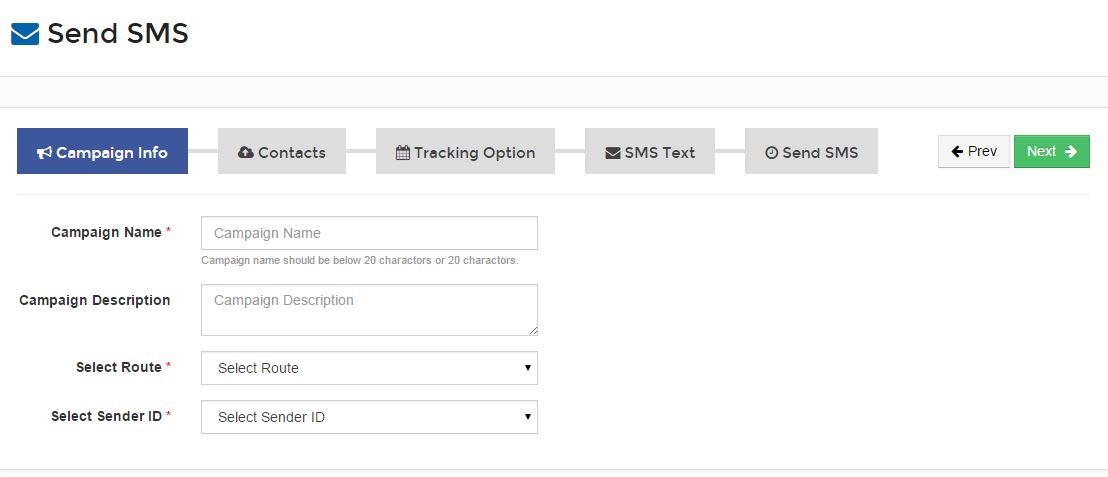 Send SMS
Campaign Info Contacts Tracking Option SMS Text Send SMS Prev Next
Campaign Name * Campaign Name
Campaign name should be below 20 charactors or 20 charactors.
Campaign Description Campaign Description
Select Route * Select Route
Select Sender ID * Select Sender ID